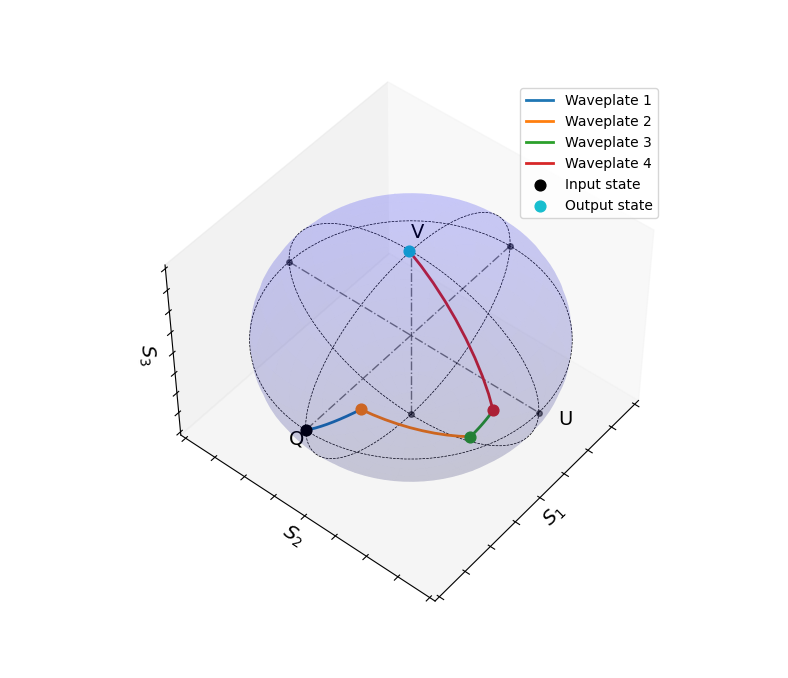 Waveplate 1
Waveplate 2
Waveplate 3
Waveplate 4
Input state
Output state
V
S₃
U
Q
S₁
S₂